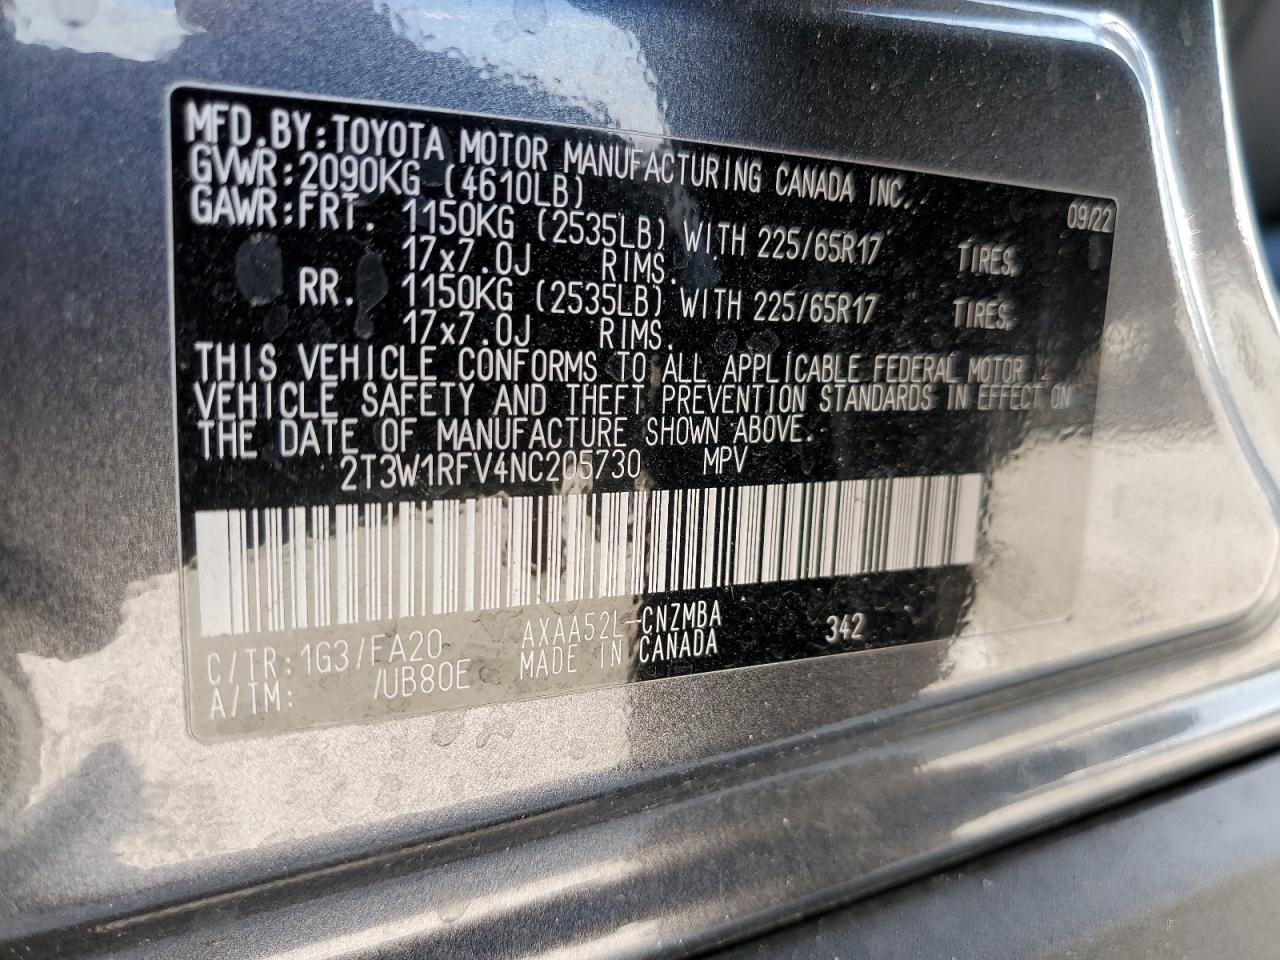 MFD.BY:TOYOTA MOTOR MANUFACTURING CANADA INC.
GVWR:2090KG (4610LB) 09/22
GAWR:FRT. 1150KG (2535LB) WITH 225/65R17 TIRES,
17x7.0J RIMS.
RR. 1150KG (2535LB) WITH 225/65R17 TIRES,
17x7.0J RIMS.
THIS VEHICLE CONFORMS TO ALL APPLICABLE FEDERAL MOTOR
VEHICLE SAFETY AND THEFT PREVENTION STANDARDS IN EFFECT ON
THE DATE OF MANUFACTURE SHOWN ABOVE.
2T3W1RFV4NC205730 MPV
C/TR:1G3/FA20 AXAA52L-CNZMBA 342
A/TM: /UB80E MADE IN CANADA